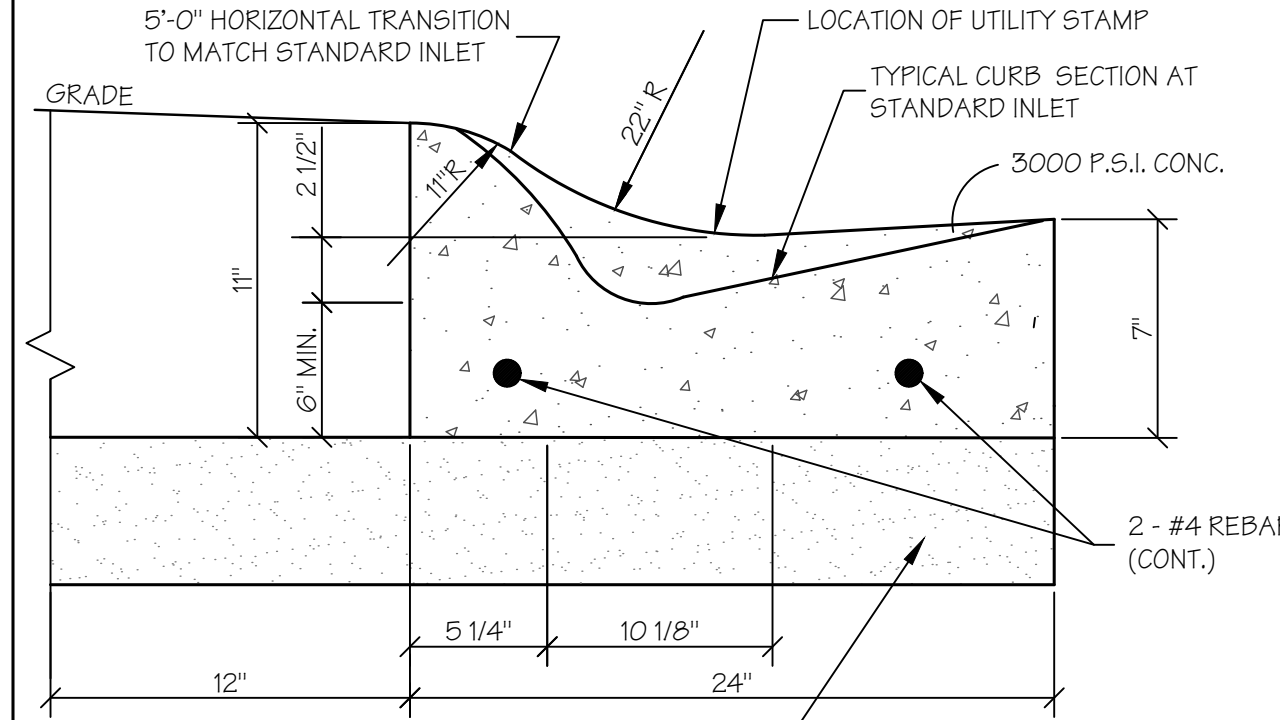 5'-0" HORIZONTAL TRANSITION
TO MATCH STANDARD INLET
LOCATION OF UTILITY STAMP
TYPICAL CURB SECTION AT
STANDARD INLET
GRADE
22" R
11"R
3000 P.S.I. CONC.
2 1/2"
11"
6" MIN.
7"
2 - #4 REBAR
(CONT.)
5 1/4"
10 1/8"
12"
24"